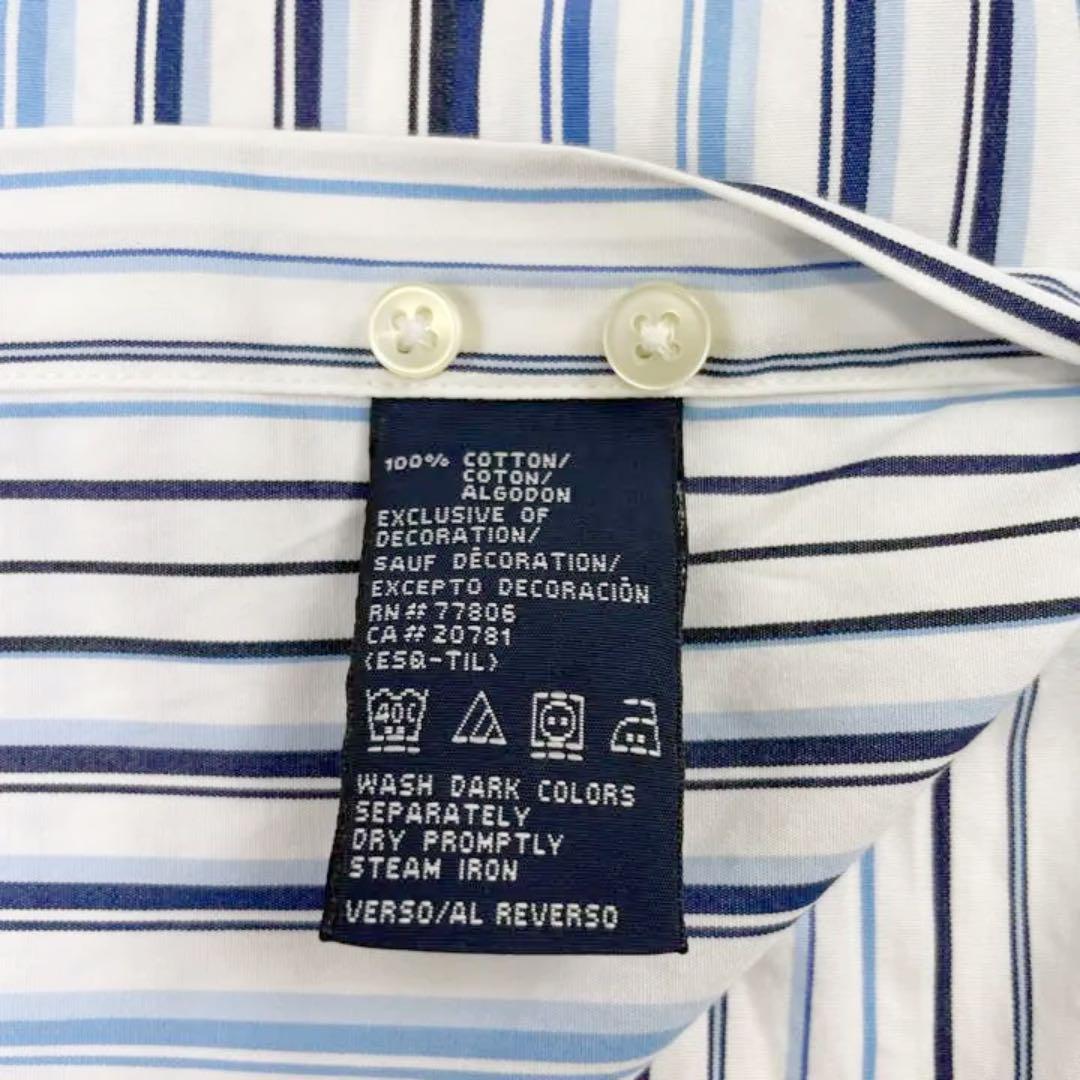 100% COTTON/
COTON/
ALGODON
EXCLUSIVE OF
DECORATION/
SAUF DÉCORATION/
EXCEPTO DECORACIÓN
RN# 77806
CA# 20781
(ESQ-TIL)
40C
WASH DARK COLORS
SEPARATELY
DRY PROMPTLY
STEAM IRON
VERSO/AL REVERSO